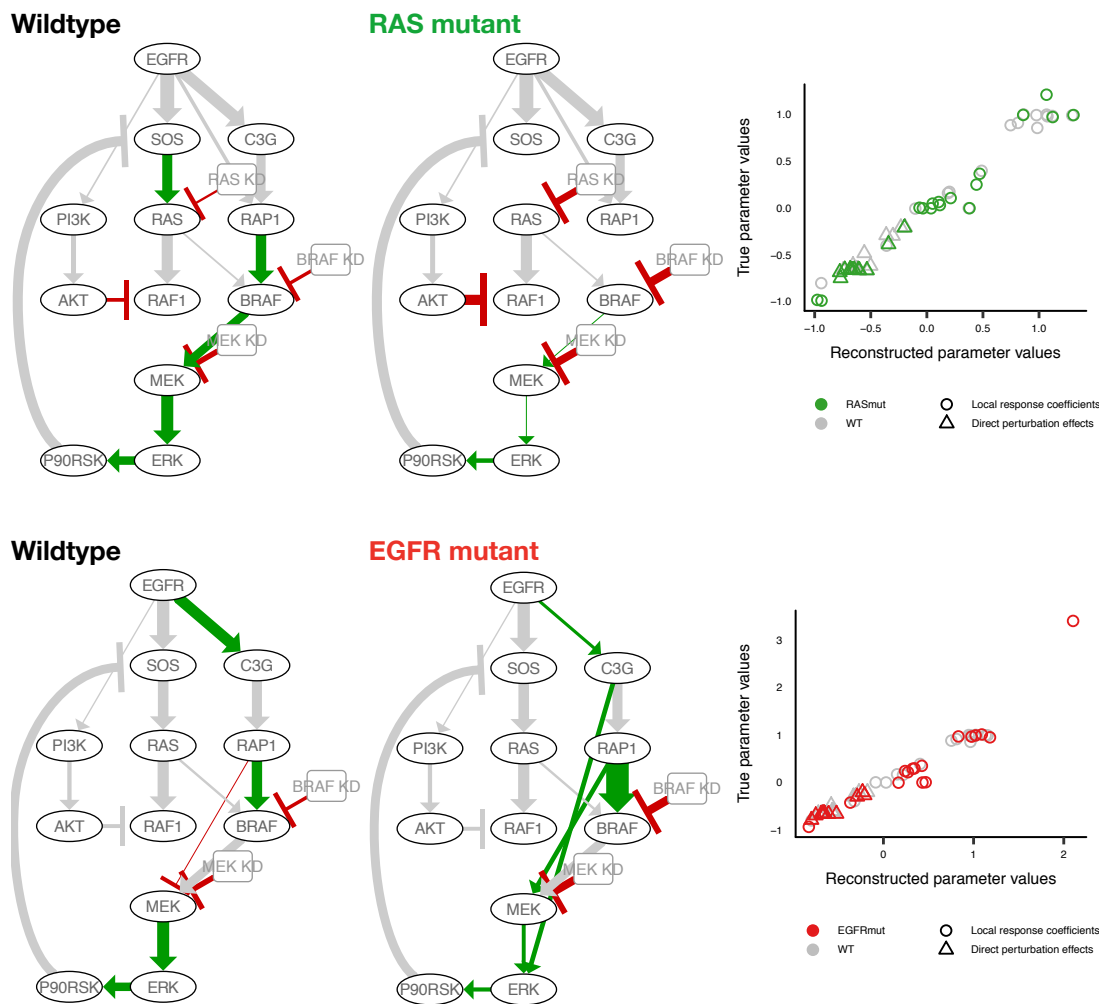 Wildtype
RAS mutant
EGFR
SOS
C3G
RAS KD
PI3K
RAS
RAP1
BRAF KD
AKT
RAF1
BRAF
MEK KD
MEK
P90RSK
ERK
EGFR
SOS
C3G
RAS KD
PI3K
RAS
RAP1
BRAF KD
AKT
RAF1
BRAF
MEK KD
MEK
P90RSK
ERK
True parameter values
1.0
0.5
0.0
−0.5
−1.0
−1.0 −0.5 0.0 0.5 1.0
Reconstructed parameter values
RASmut Local response coefficients
WT Direct perturbation effects
Wildtype
EGFR mutant
EGFR
SOS
C3G
PI3K
RAS
RAP1
BRAF KD
AKT
RAF1
BRAF
MEK KD
MEK
P90RSK
ERK
EGFR
SOS
C3G
PI3K
RAS
RAP1
BRAF KD
AKT
RAF1
BRAF
MEK KD
MEK
P90RSK
ERK
True parameter values
3
2
1
0
−1
0 1 2
Reconstructed parameter values
EGFRmut Local response coefficients
WT Direct perturbation effects